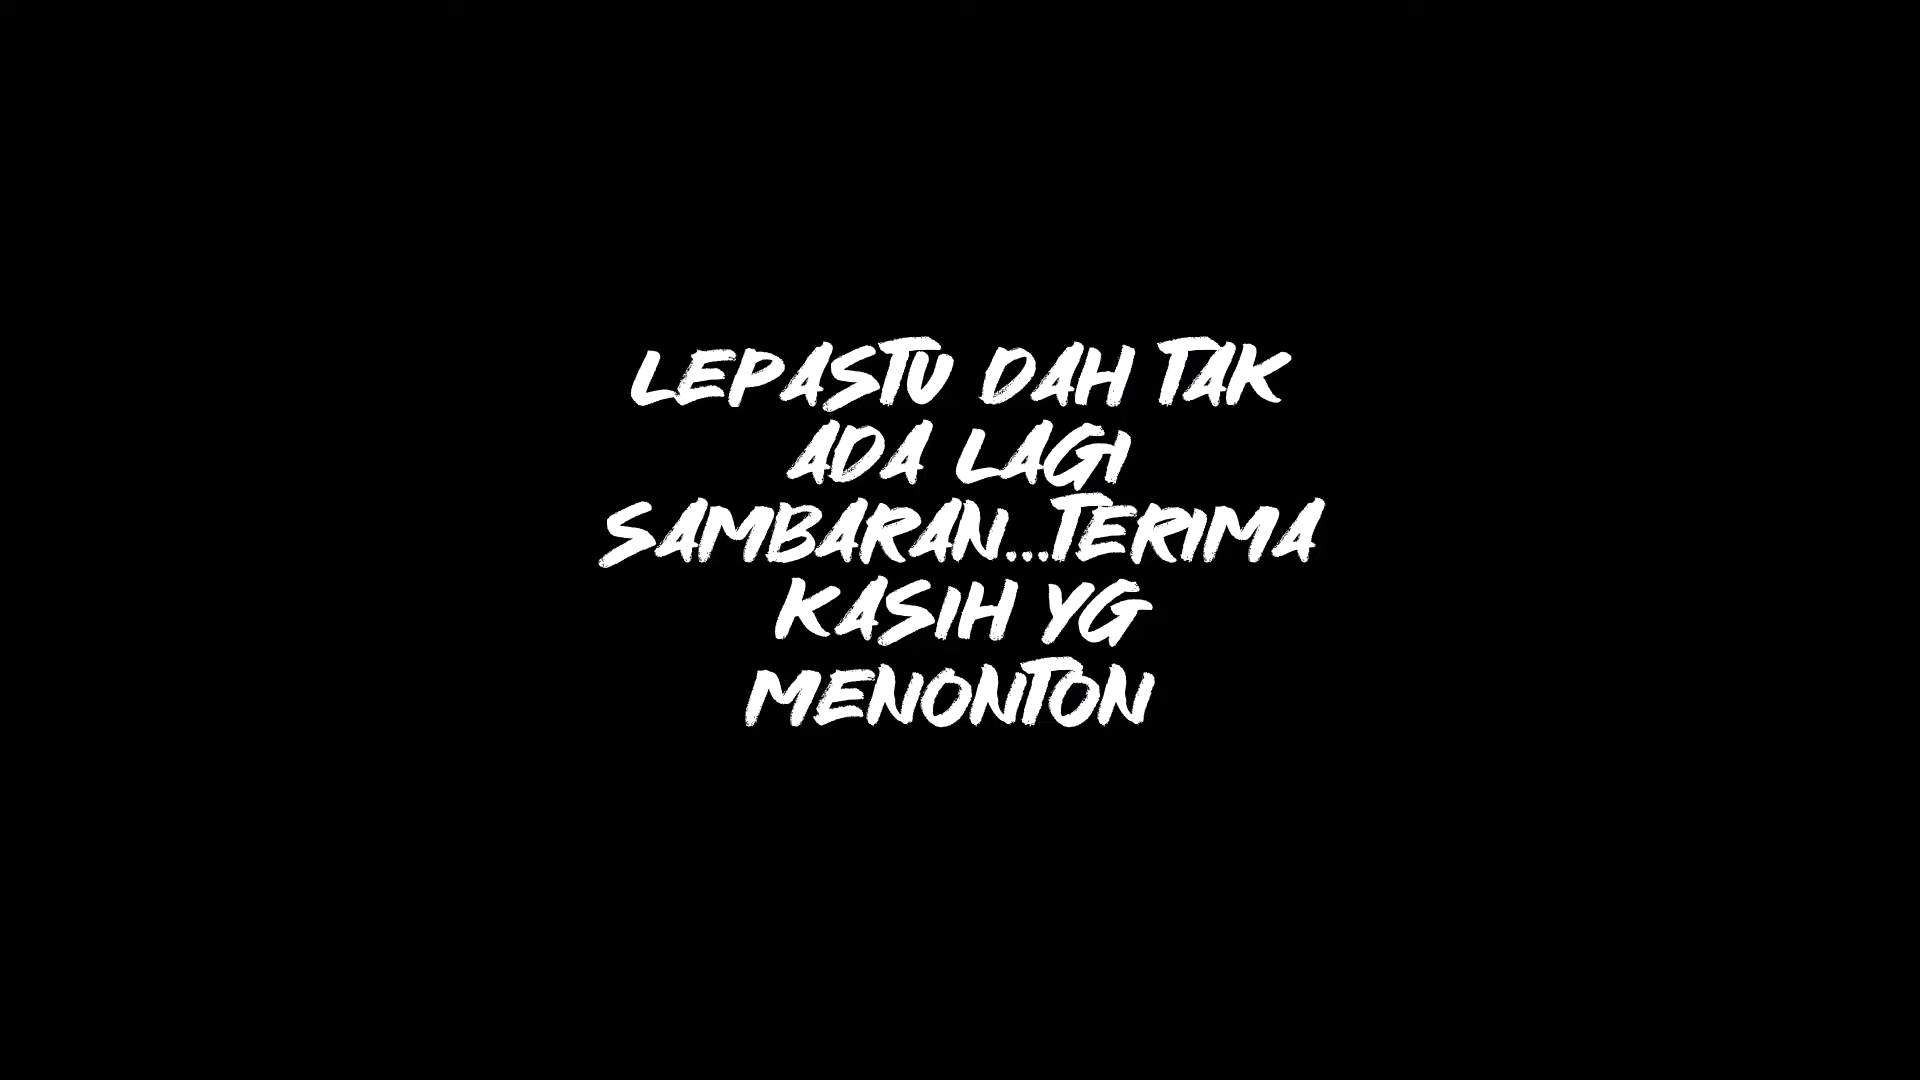 LEPASTU DAH TAK
ADA LAGI
SAMBARAN...TERIMA
KASIH YG
MENONTON